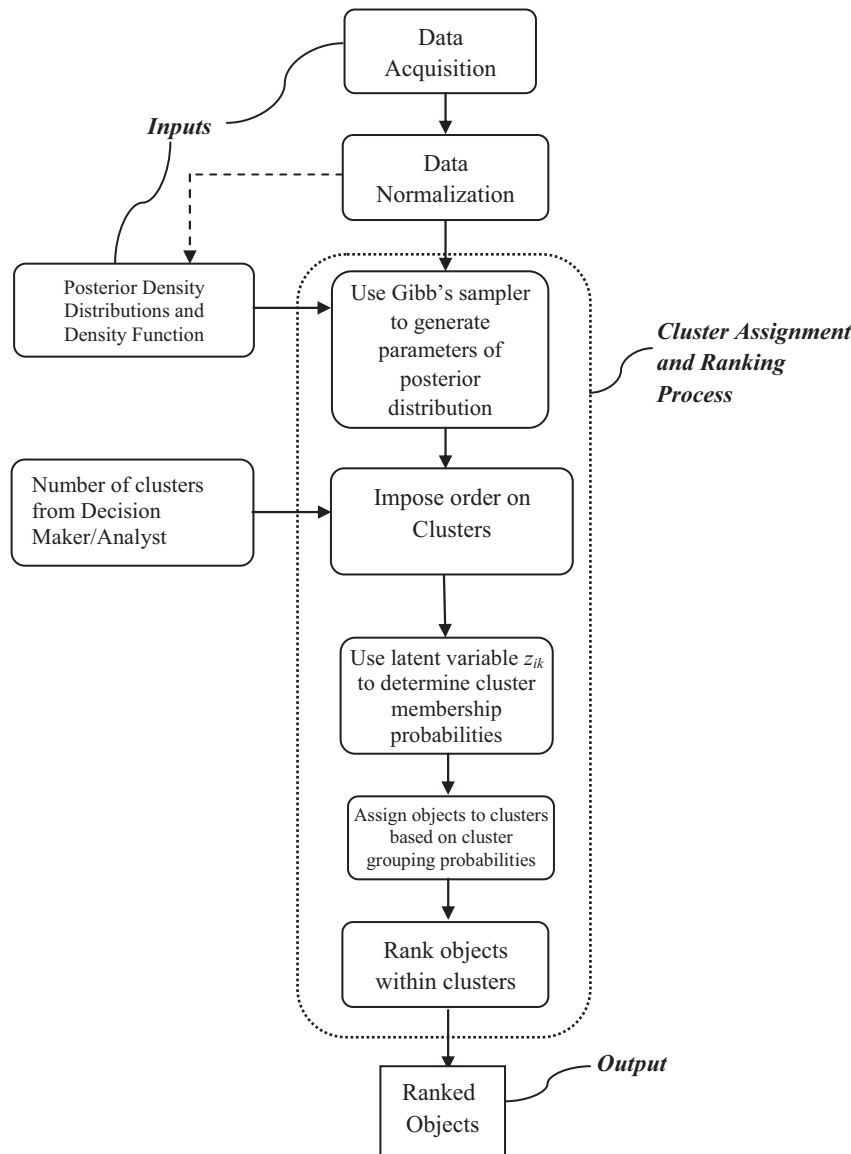 Data
Acquisition
Inputs
Data
Normalization
Posterior Density
Distributions and
Density Function
Use Gibb's sampler
to generate
parameters of
posterior
distribution
Cluster Assignment
and Ranking
Process
Number of clusters
from Decision
Maker/Analyst
Impose order on
Clusters
Use latent variable zik
to determine cluster
membership
probabilities
Assign objects to clusters
based on cluster
grouping probabilities
Rank objects
within clusters
Output
Ranked
Objects